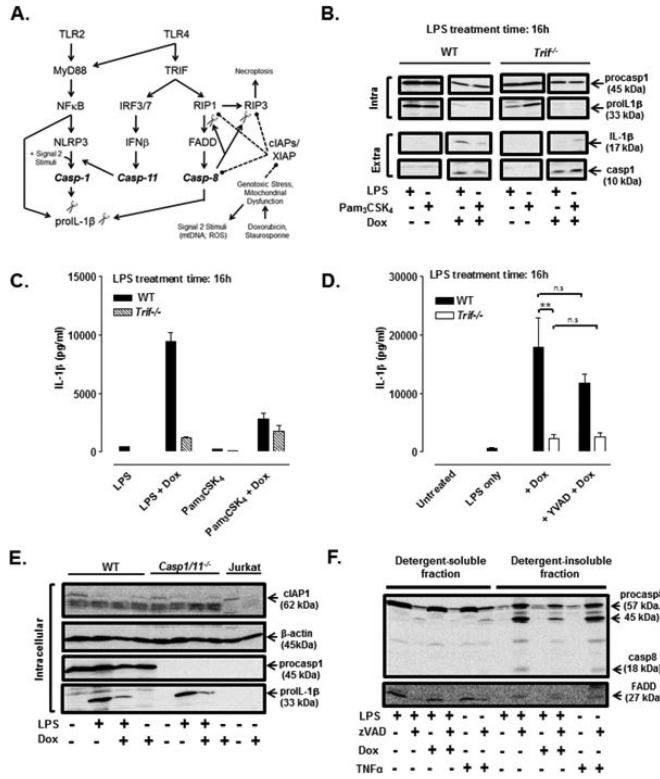 A.
TLR2 TLR4
MyD88 TRIF Necroptosis
NFκB IRF3/7 RIP1 RIP3
NLRP3 IFNβ FADD cIAPs/
XIAP
+ Signal 2
Stimuli
Casp-1 Casp-11 Casp-8
Genotoxic Stress,
Mitochondrial
Dysfunction
proIL-1β
Signal 2 Stimuli
(mtDNA, ROS)
Doxorubicin,
Staurosporine
B.
LPS treatment time: 16h
WT Trif-/-
Intra
procasp1
(45 kDa)
proIL1β
(33 kDa)
Extra
IL-1β
(17 kDa)
casp1
(10 kDa)
LPS + - + - + - + -
Pam3CSK4 - + - + - + - +
Dox - - + + - - + +
C.
LPS treatment time: 16h
WT
Trif-/-
IL-1β (pg/ml)
15000
10000
5000
0
LPS
LPS + Dox
Pam3CSK4
Pam3CSK4 + Dox
D.
LPS treatment time: 16h
WT
Trif-/-
n.s
**
n.s
IL-1β (pg/ml)
30000
20000
10000
0
Untreated
LPS only
+ Dox
+ YVAD + Dox
E.
WT Casp1/11-/- Jurkat
Intracellular
cIAP1
(62 kDa)
β-actin
(45kDa)
procasp1
(45 kDa)
proIL-1β
(33 kDa)
LPS - + + - - + + - - -
Dox - - + + - - + + - +
F.
Detergent-soluble
fraction
Detergent-insoluble
fraction
procasp8
(57 kDa)
45 kDa
casp8
(18 kDa)
FADD
(27 kDa)
LPS + + + + - - + + + + - -
zVAD - + - + - + - + - + - +
Dox - - + + - - - - + + - -
TNFα - - - - + + - - - - + +